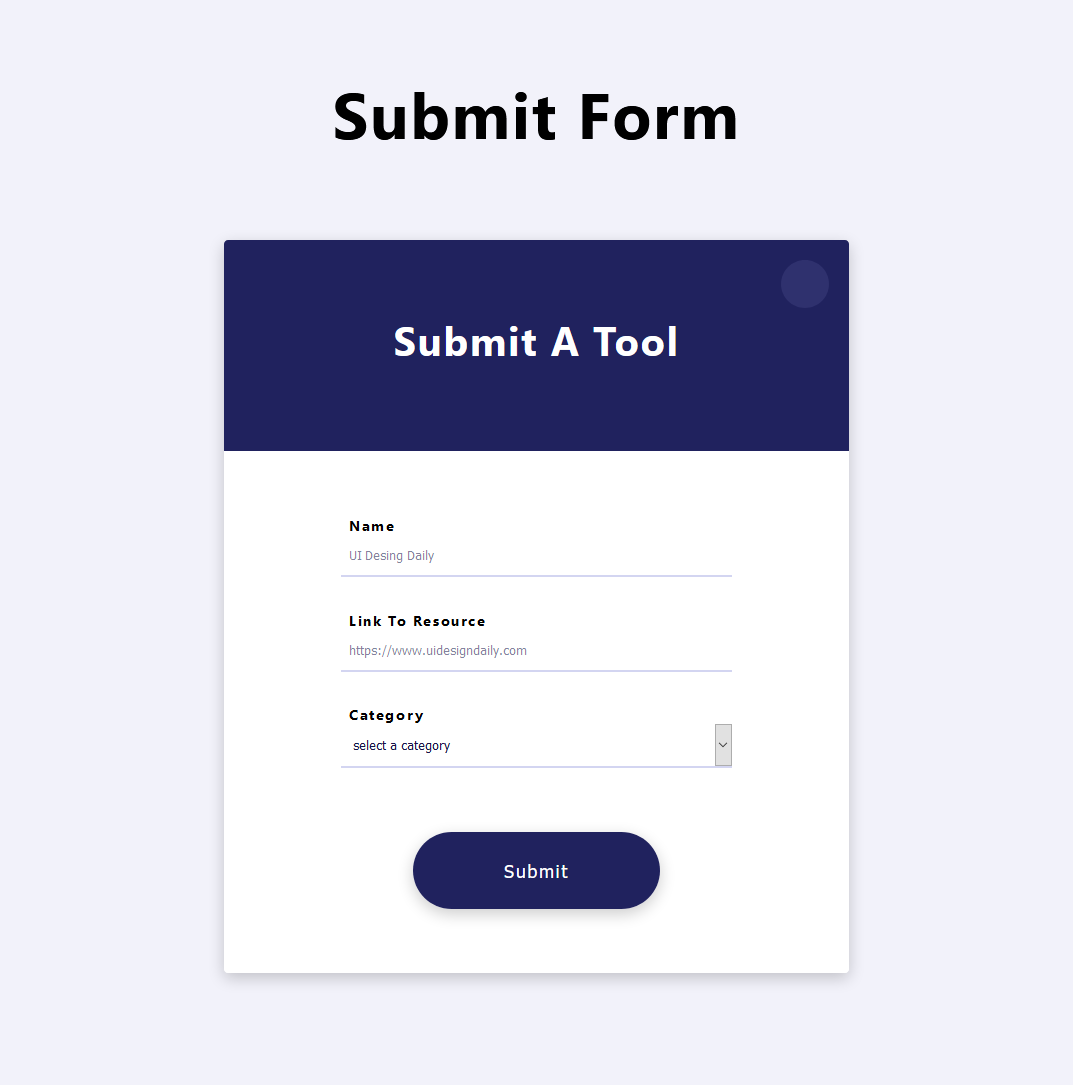 Submit Form
Submit A Tool
Name
UI Desing Daily
Link To Resource
https://www.uidesigndaily.com
Category
select a category
Submit